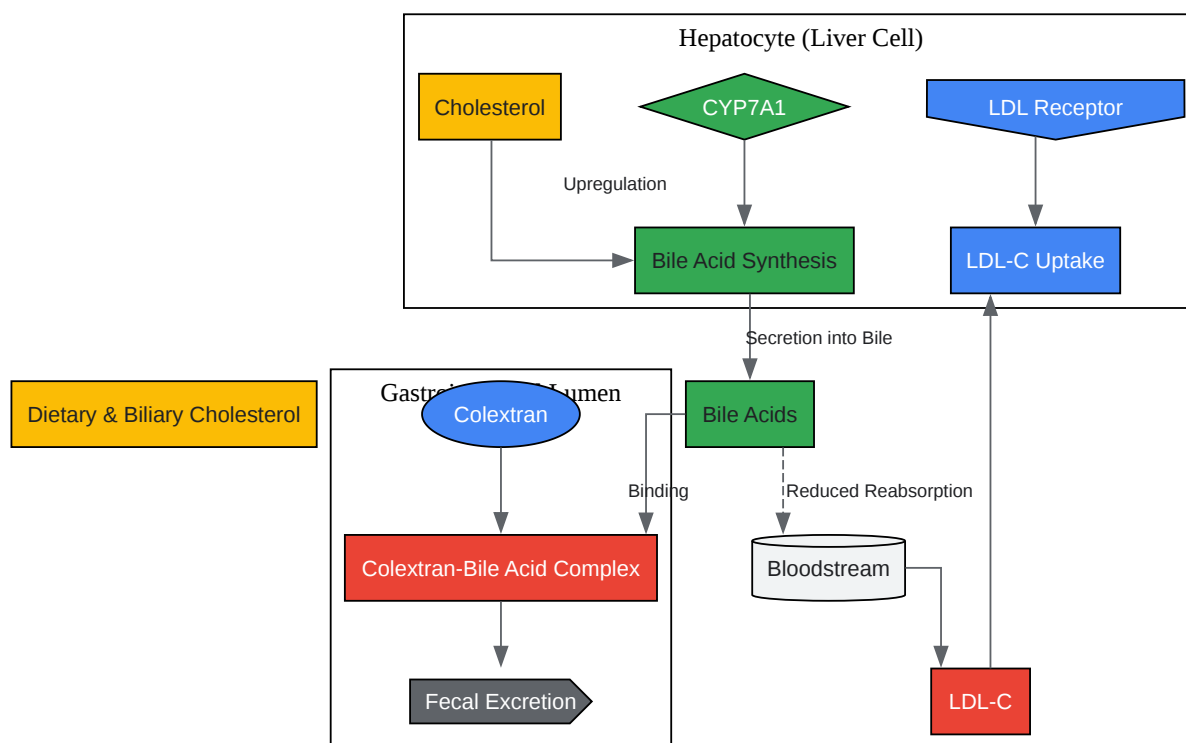 Hepatocyte (Liver Cell)
Cholesterol
CYP7A1
LDL Receptor
Upregulation
Bile Acid Synthesis
LDL-C Uptake
Secretion into Bile
Dietary & Biliary Cholesterol
Colextran
Bile Acids
Binding
Reduced Reabsorption
Colextran-Bile Acid Complex
Bloodstream
Fecal Excretion
LDL-C